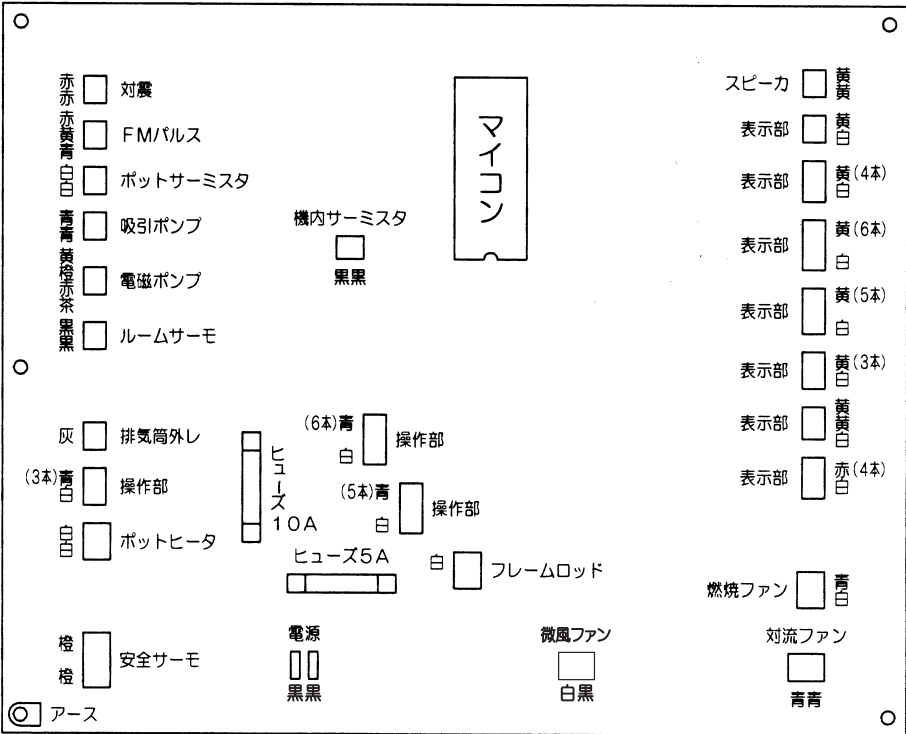 赤
赤
対震
赤
黄
青
FMパルス
白
白
ポットサーミスタ
青
青
吸引ポンプ
黄
橙
赤
茶
電磁ポンプ
黒
黒
ルームサーモ
機内サーミスタ
黒黒
マイコン
スピーカ
黄
黄
表示部
黄
白
表示部
黄(4本)
白
表示部
黄(6本)
白
表示部
黄(5本)
白
表示部
黄(3本)
白
表示部
黄
黄
白
表示部
赤(4本)
白
灰
排気筒外レ
(3本)青
白
操作部
白
白
ポットヒータ
ヒューズ
10A
(6本)青
白
操作部
(5本)青
白
操作部
ヒューズ5A
白
フレームロッド
燃焼ファン
青
白
橙
橙
安全サーモ
電源
黒黒
微風ファン
白黒
対流ファン
青青
アース